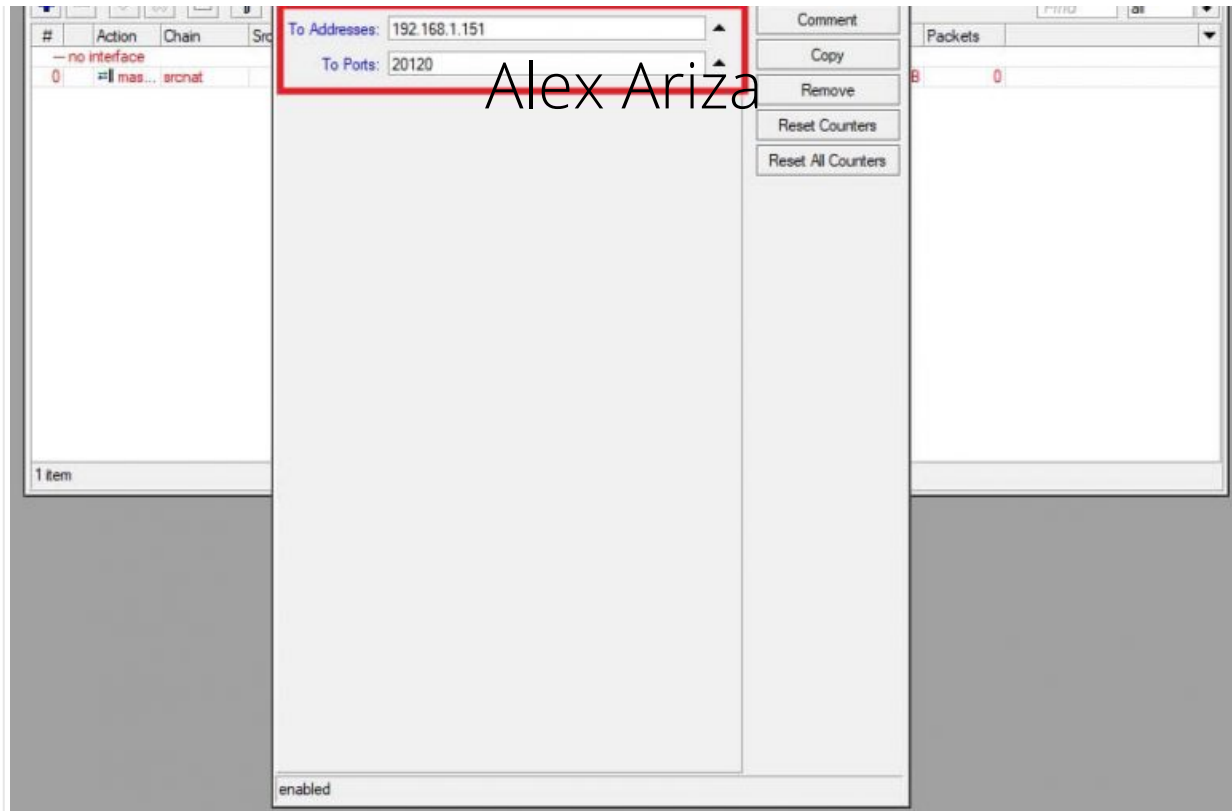 Find all
# Action Chain Src
Packets
— no interface
0 mas... srcnat
B 0
To Addresses: 192.168.1.151
To Ports: 20120
Alex Ariza
Comment
Copy
Remove
Reset Counters
Reset All Counters
1 item
enabled